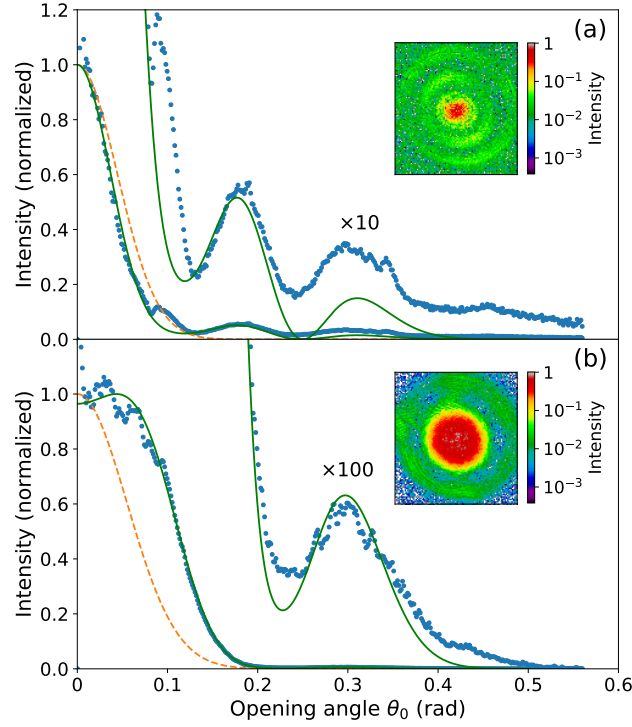 1.2
1.0
0.8
0.6
0.4
0.2
0.0
Intensity (normalized)
(a)
×10
1
10⁻¹
10⁻²
10⁻³
Intensity
1.0
0.8
0.6
0.4
0.2
0.0
Intensity (normalized)
(b)
×100
1
10⁻¹
10⁻²
10⁻³
Intensity
0 0.1 0.2 0.3 0.4 0.5 0.6
Opening angle θ₀ (rad)